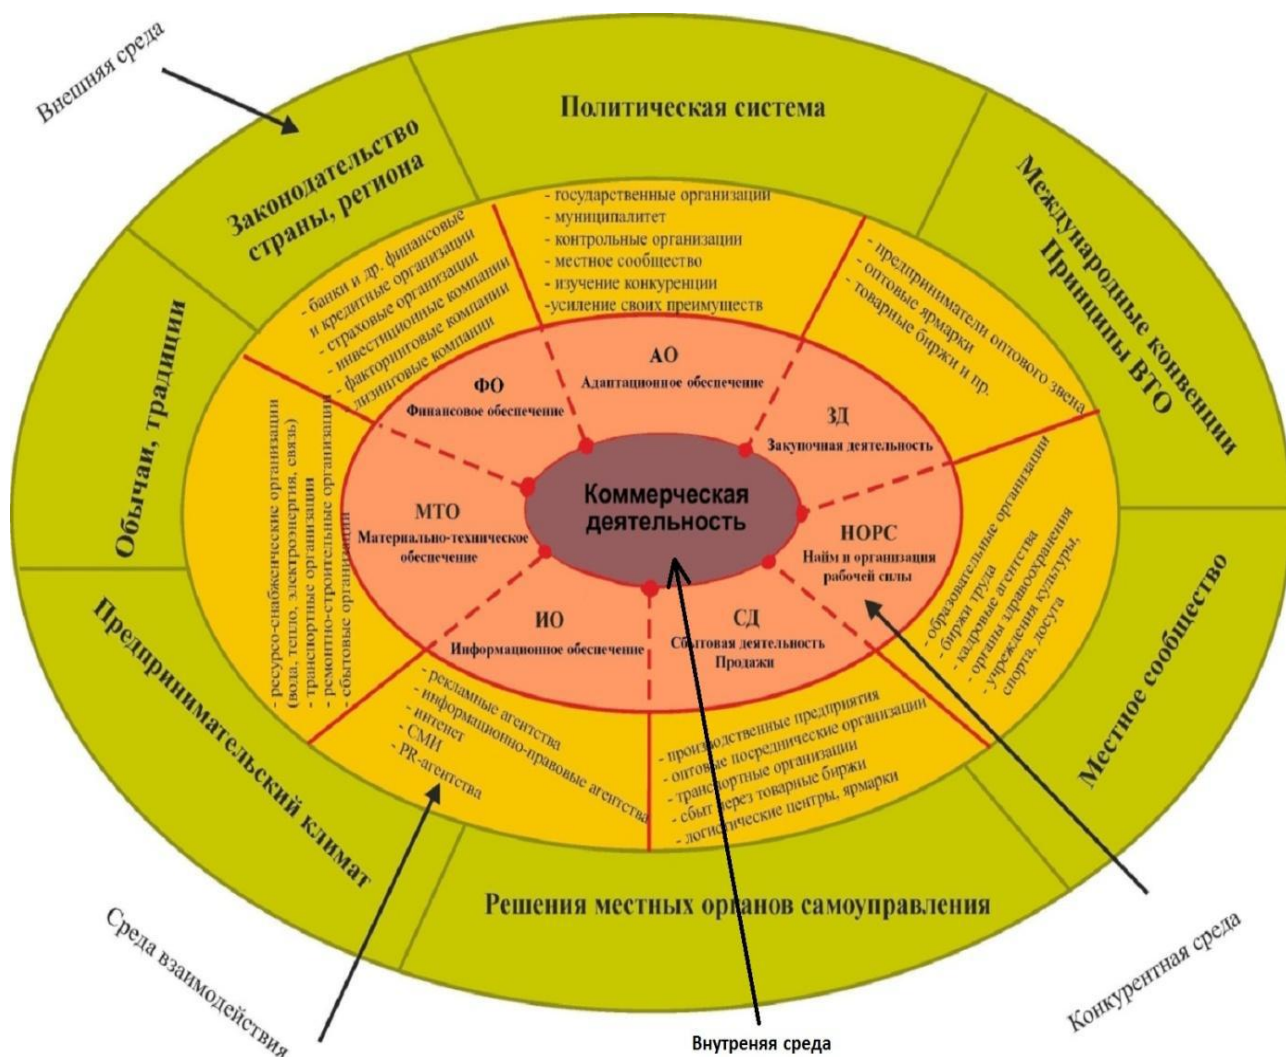 Внешняя среда
Политическая система
Законодательство
страны, региона
Международные конвенции
Принципы ВТО
Обычаи, традиции
Местное сообщество
Предпринимательский климат
Решения местных органов самоуправления
- банки и др. финансовые
и кредитные организации
- страховые организации
- инвестиционные компании
- факторинговые компании
- лизинговые компании
- государственные организации
- муниципалитет
- контрольные организации
- местное сообщество
- изучение конкуренции
-усиление своих преимуществ
- предприниматели оптового звена
- оптовые ярмарки
- товарные биржи и пр.
- ресурсо-снабженические организации
(вода, тепло, электроэнергия, связь)
- транспортные организации
- ремонтно-строительные организации
- сбытовые организации
- образовательные организации
- биржи труда
- кадровые агентства
- органы здравоохранения
- учреждения культуры,
спорта, досуга
- рекламные агентства
- информационно-правовые агентства
- интенет
- СМИ
- PR-агентства
- производственные предприятия
- оптовые посреднические организации
- транспортные организации
- сбыт через товарные биржи
- логистические центры, ярмарки
ФО
Финансовое обеспечение
АО
Адаптационное обеспечение
ЗД
Закупочная деятельность
МТО
Материально-техническое
обеспечение
НОРС
Найм и организация
рабочей силы
ИО
Информационное обеспечение
СД
Сбытовая деятельность
Продажи
Коммерческая
деятельность
Среда взаимодействия
Внутреняя среда
Конкурентная среда